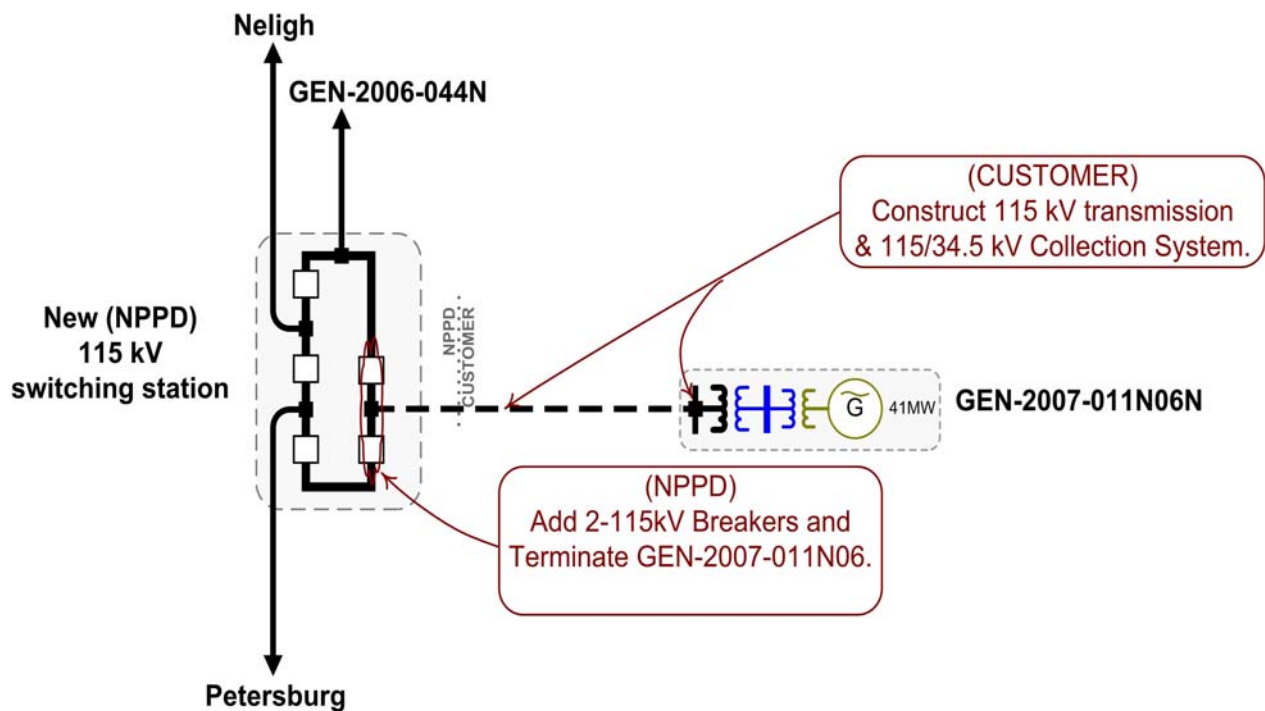 Neligh
GEN-2006-044N
(CUSTOMER)
Construct 115 kV transmission
& 115/34.5 kV Collection System.
New (NPPD)
115 kV
switching station
NPPD
CUSTOMER
G
41MW
GEN-2007-011N06N
(NPPD)
Add 2-115kV Breakers and
Terminate GEN-2007-011N06.
Petersburg